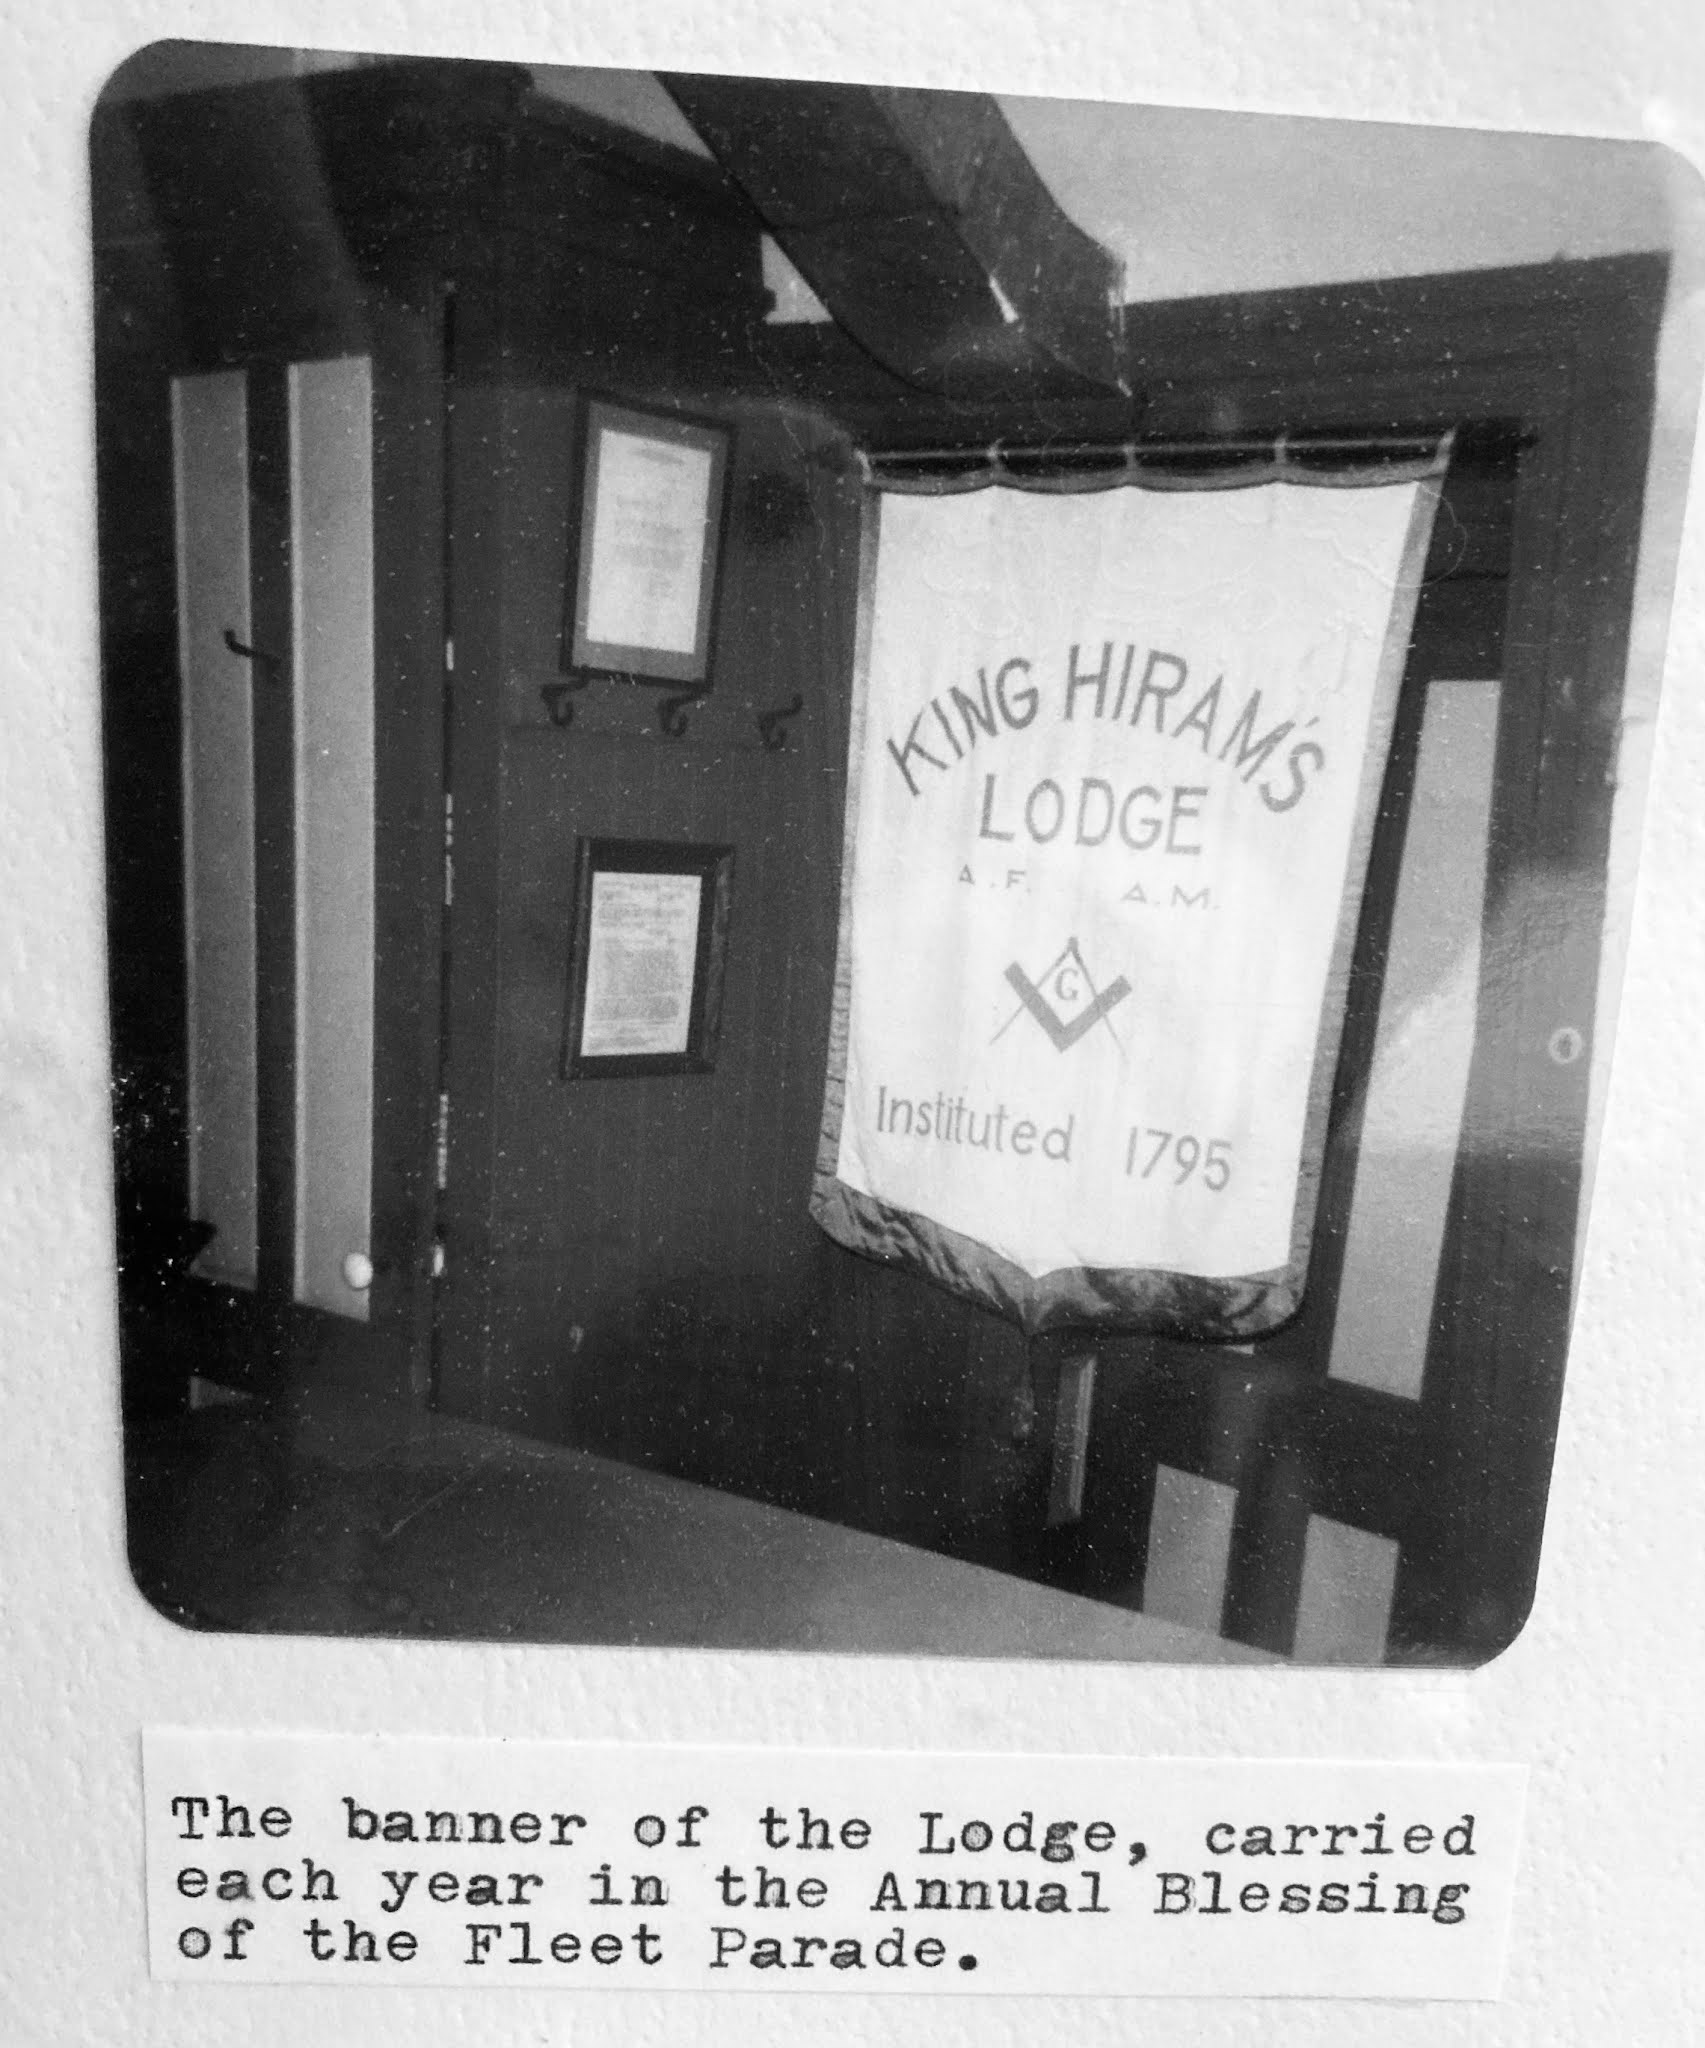 KING HIRAM'S
LODGE
A.F. A.M.
G
Instituted 1795
The banner of the Lodge, carried
each year in the Annual Blessing
of the Fleet Parade.